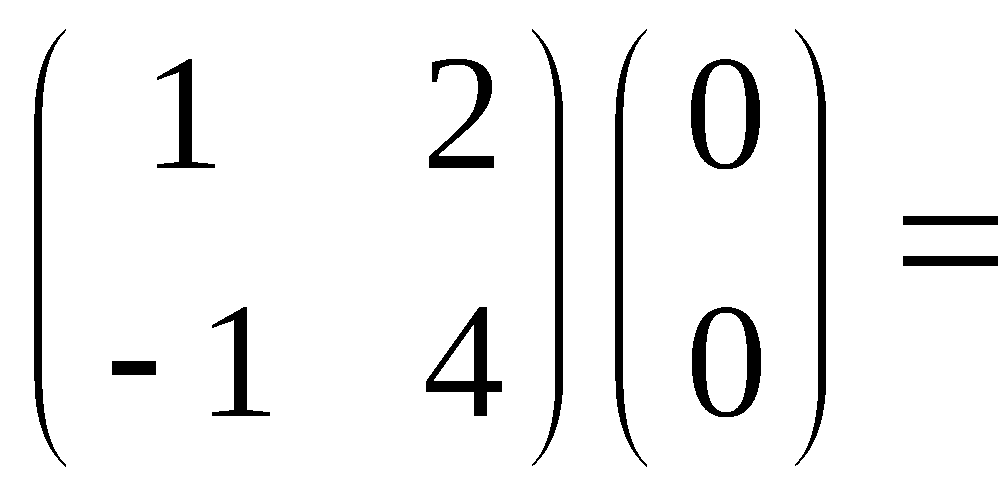 ( 1 2 ) ( 0 ) =
( - 1 4 ) ( 0 )